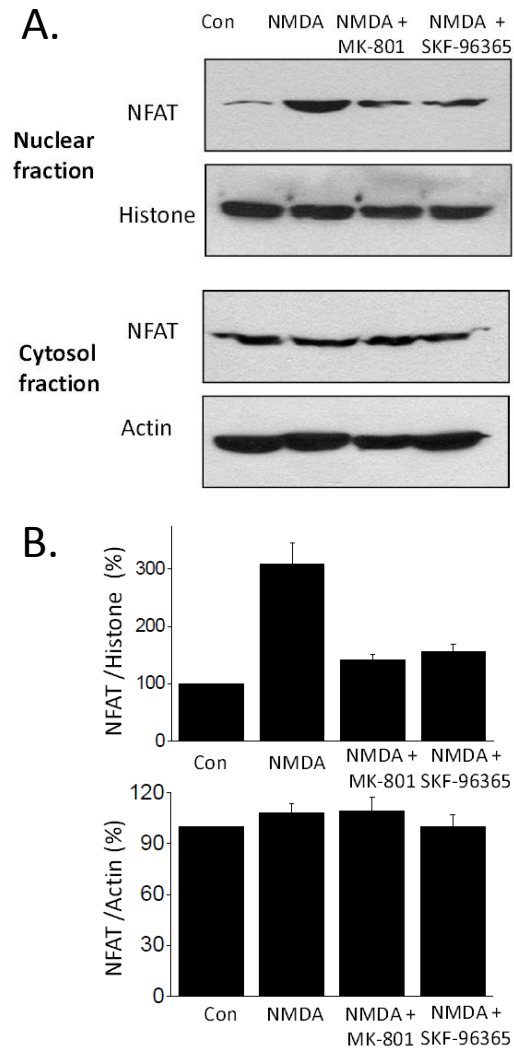 A.
Con NMDA NMDA + NMDA +
MK-801 SKF-96365
NFAT
Nuclear
fraction
Histone
NFAT
Cytosol
fraction
Actin
B.
NFAT /Histone (%)
300
200
100
0
Con NMDA NMDA + NMDA +
MK-801 SKF-96365
NFAT /Actin (%)
120
90
60
30
0
Con NMDA NMDA + NMDA +
MK-801 SKF-96365